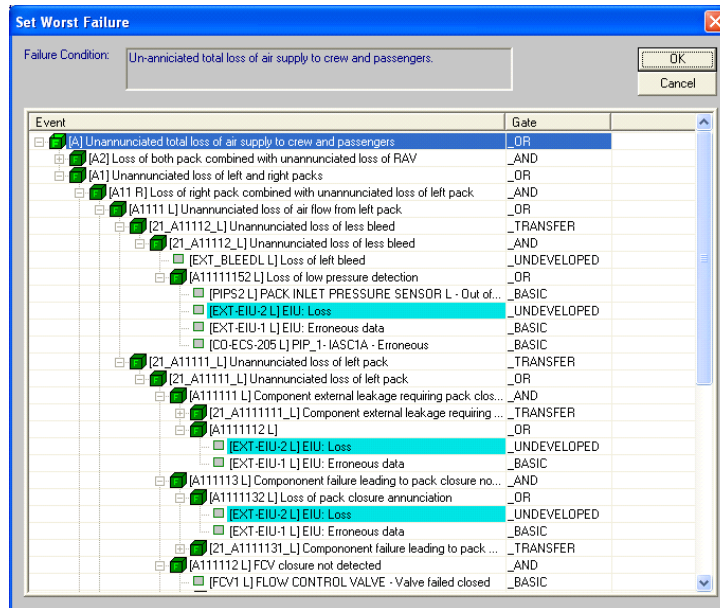 Set Worst Failure
Failure Condition: Un-anniciated total loss of air supply to crew and passengers. OK
Cancel
Event Gate
[A] Unannunciated total loss of air supply to crew and passengers _OR
[A2] Loss of both pack combined with unannunciated loss of RAV _AND
[A1] Unannunciated loss of left and right packs _OR
[A11 R] Loss of right pack combined with unannunciated loss of left pack _AND
[A1111 L] Unannunciated loss of air flow from left pack _OR
[21_A11112_L] Unannunciated loss of less bleed _TRANSFER
[21_A11112_L] Unannunciated loss of less bleed _AND
[EXT_BLEEDL L] Loss of left bleed _UNDEVELOPED
[A11111152 L] Loss of low pressure detection _OR
[PIPS2 L] PACK INLET PRESSURE SENSOR L - Out of... _BASIC
[EXT-EIU-2 L] EIU: Loss _UNDEVELOPED
[EXT-EIU-1 L] EIU: Erroneous data _BASIC
[CO-ECS-205 L] PIP_1- IASC1A - Erroneous _BASIC
[21_A11111_L] Unannunciated loss of left pack _TRANSFER
[21_A11111_L] Unannunciated loss of left pack _OR
[A111111 L] Component external leakage requiring pack clos... _AND
[21_A1111111_L] Component external leakage requiring ... _TRANSFER
[A1111112 L] _OR
[EXT-EIU-2 L] EIU: Loss _UNDEVELOPED
[EXT-EIU-1 L] EIU: Erroneous data _BASIC
[A111113 L] Compononent failure leading to pack closure no... _AND
[A1111132 L] Loss of pack closure annunciation _OR
[EXT-EIU-2 L] EIU: Loss _UNDEVELOPED
[EXT-EIU-1 L] EIU: Erroneous data _BASIC
[21_A1111131_L] Compononent failure leading to pack ... _TRANSFER
[A111112 L] FCV closure not detected _AND
[FCV1 L] FLOW CONTROL VALVE - Valve failed closed _BASIC